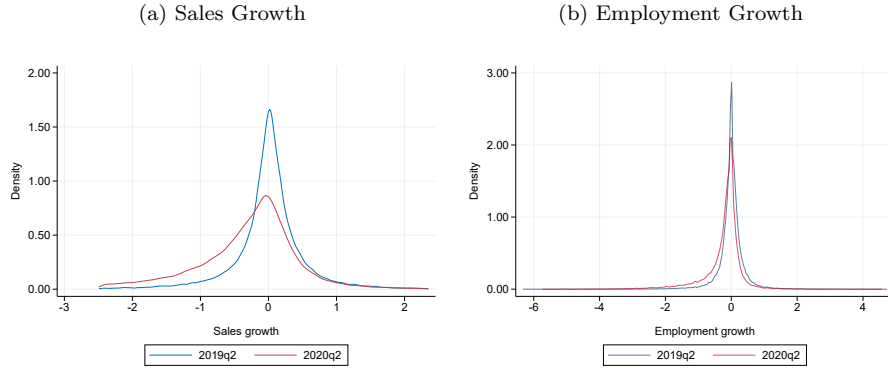 (a) Sales Growth
2.00
1.50
1.00
0.50
0.00
Density
-3 -2 -1 0 1 2
Sales growth
2019q2 2020q2
(b) Employment Growth
3.00
2.00
1.00
0.00
Density
-6 -4 -2 0 2 4
Employment growth
2019q2 2020q2